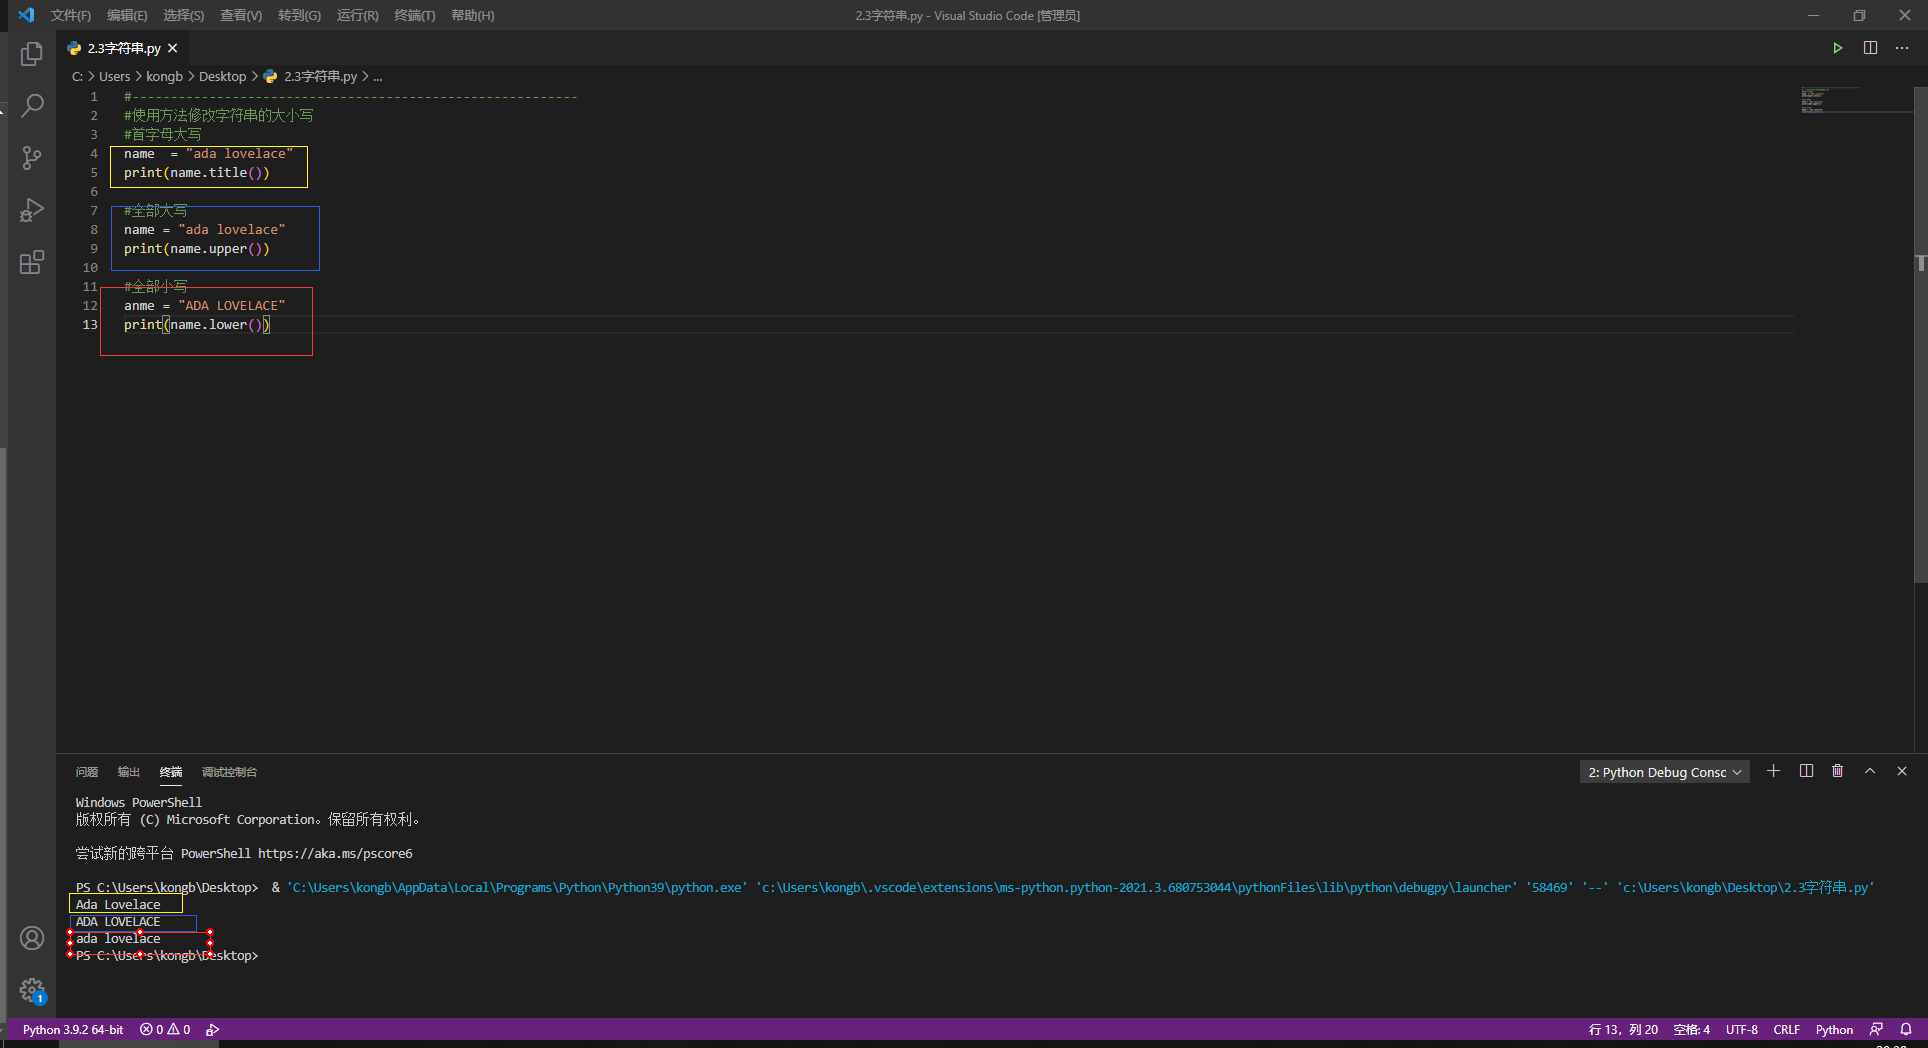 文件(F) 编辑(E) 选择(S) 查看(V) 转到(G) 运行(R) 终端(T) 帮助(H) 2.3字符串.py - Visual Studio Code [管理员]
2.3字符串.py
C: > Users > kongb > Desktop > 2.3字符串.py > ...
1 #----------------------------------------------------------
2 #使用方法修改字符串的大小写
3 #首字母大写
4 name  = "ada lovelace"
5 print(name.title())
6
7 #全部大写
8 name = "ada lovelace"
9 print(name.upper())
10
11 #全部小写
12 anme = "ADA LOVELACE"
13 print(name.lower())
问题 输出 终端 调试控制台 2: Python Debug Consc
Windows PowerShell
版权所有 (C) Microsoft Corporation。保留所有权利。
尝试新的跨平台 PowerShell https://aka.ms/pscore6
PS C:\Users\kongb\Desktop>  & 'C:\Users\kongb\AppData\Local\Programs\Python\Python39\python.exe' 'c:\Users\kongb\.vscode\extensions\ms-python.python-2021.3.680753044\pythonFiles\lib\python\debugpy\launcher' '58469' '--' 'c:\Users\kongb\Desktop\2.3字符串.py'
Ada Lovelace
ADA LOVELACE
ada lovelace
PS C:\Users\kongb\Desktop>
1
Python 3.9.2 64-bit 0 0 行 13，列 20 空格: 4 UTF-8 CRLF Python